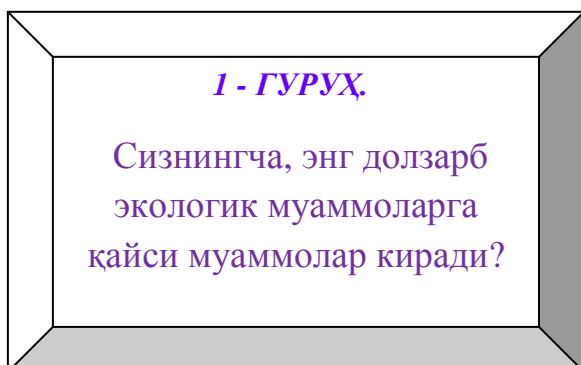 1 - ГУРУҲ.
Сизнингча, энг долзарб
экологик муаммоларга
қайси муаммолар киради?